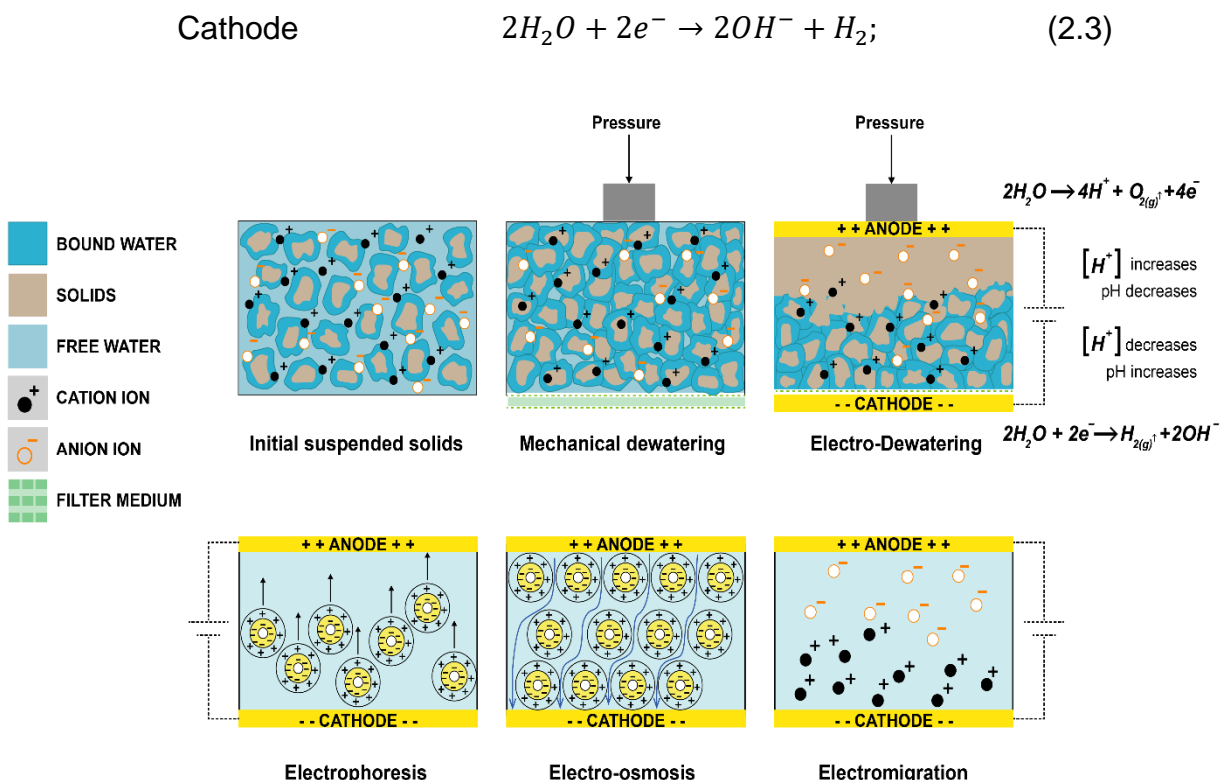 Cathode 2H₂O + 2e⁻ → 2OH⁻ + H₂; (2.3)
Pressure
Pressure
2H₂O → 4H⁺ + O₂₍g₎↑ + 4e⁻
BOUND WATER
SOLIDS
FREE WATER
+
CATION ION
-
ANION ION
FILTER MEDIUM
+ + ANODE + +
[H⁺] increases
pH decreases
[H⁺] decreases
pH increases
- - CATHODE - -
Initial suspended solids
Mechanical dewatering
Electro-Dewatering
2H₂O + 2e⁻ → H₂₍g₎↑ + 2OH⁻
+ + ANODE + +
+ + ANODE + +
+ + ANODE + +
- - CATHODE - -
- - CATHODE - -
- - CATHODE - -
Electrophoresis
Electro-osmosis
Electromigration